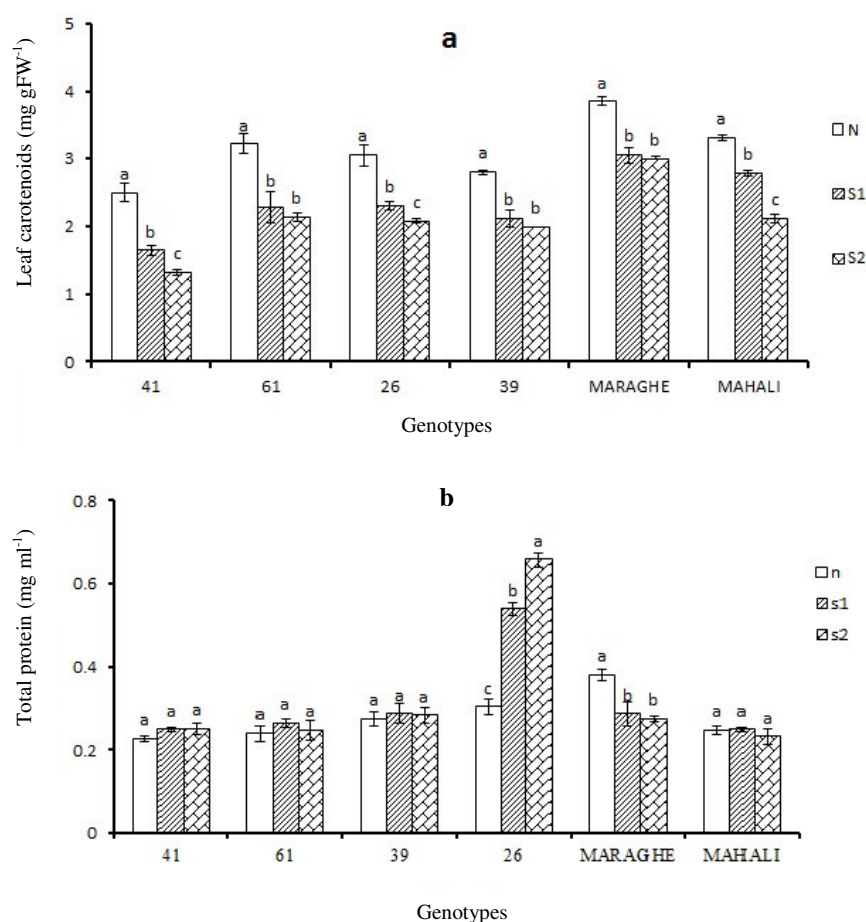 a
Leaf carotenoids (mg gFW-1)
5
4
3
2
1
0
a
b
c
a
b
b
a
b
c
a
b
b
a
b
b
a
b
c
N
S1
S2
41 61 26 39 MARAGHE MAHALI
Genotypes
b
Total protein (mg ml-1)
0.8
0.6
0.4
0.2
0
a a a
a a a
a a a
c
b
a
a
b b
a a a
n
s1
s2
41 61 39 26 MARAGHE MAHALI
Genotypes